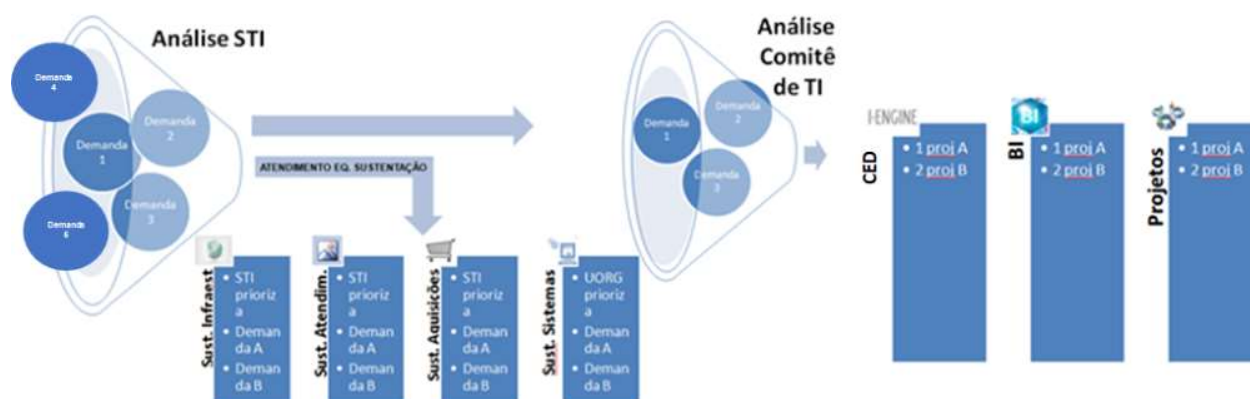 Análise STI
Demanda
4
Demanda
1
Demanda
2
Demanda
3
Demanda
6
ATENDIMENTO EQ. SUSTENTAÇÃO
Sust. Infraest
• STI
prioriz
a
• Deman
da A
• Deman
da B
Sust. Atendim.
• STI
prioriz
a
• Deman
da A
• Deman
da B
Sust. Aquisições
• STI
prioriz
a
• Deman
da A
• Deman
da B
Sust. Sistemas
• UORG
prioriz
a
• Deman
da A
• Deman
da B
Análise
Comitê
de TI
Demanda
1
Demanda
2
Demanda
3
I-ENGINE
CED
• 1 proj A
• 2 proj B
BI
BI
• 1 proj A
• 2 proj B
Projetos
• 1 proj A
• 2 proj B